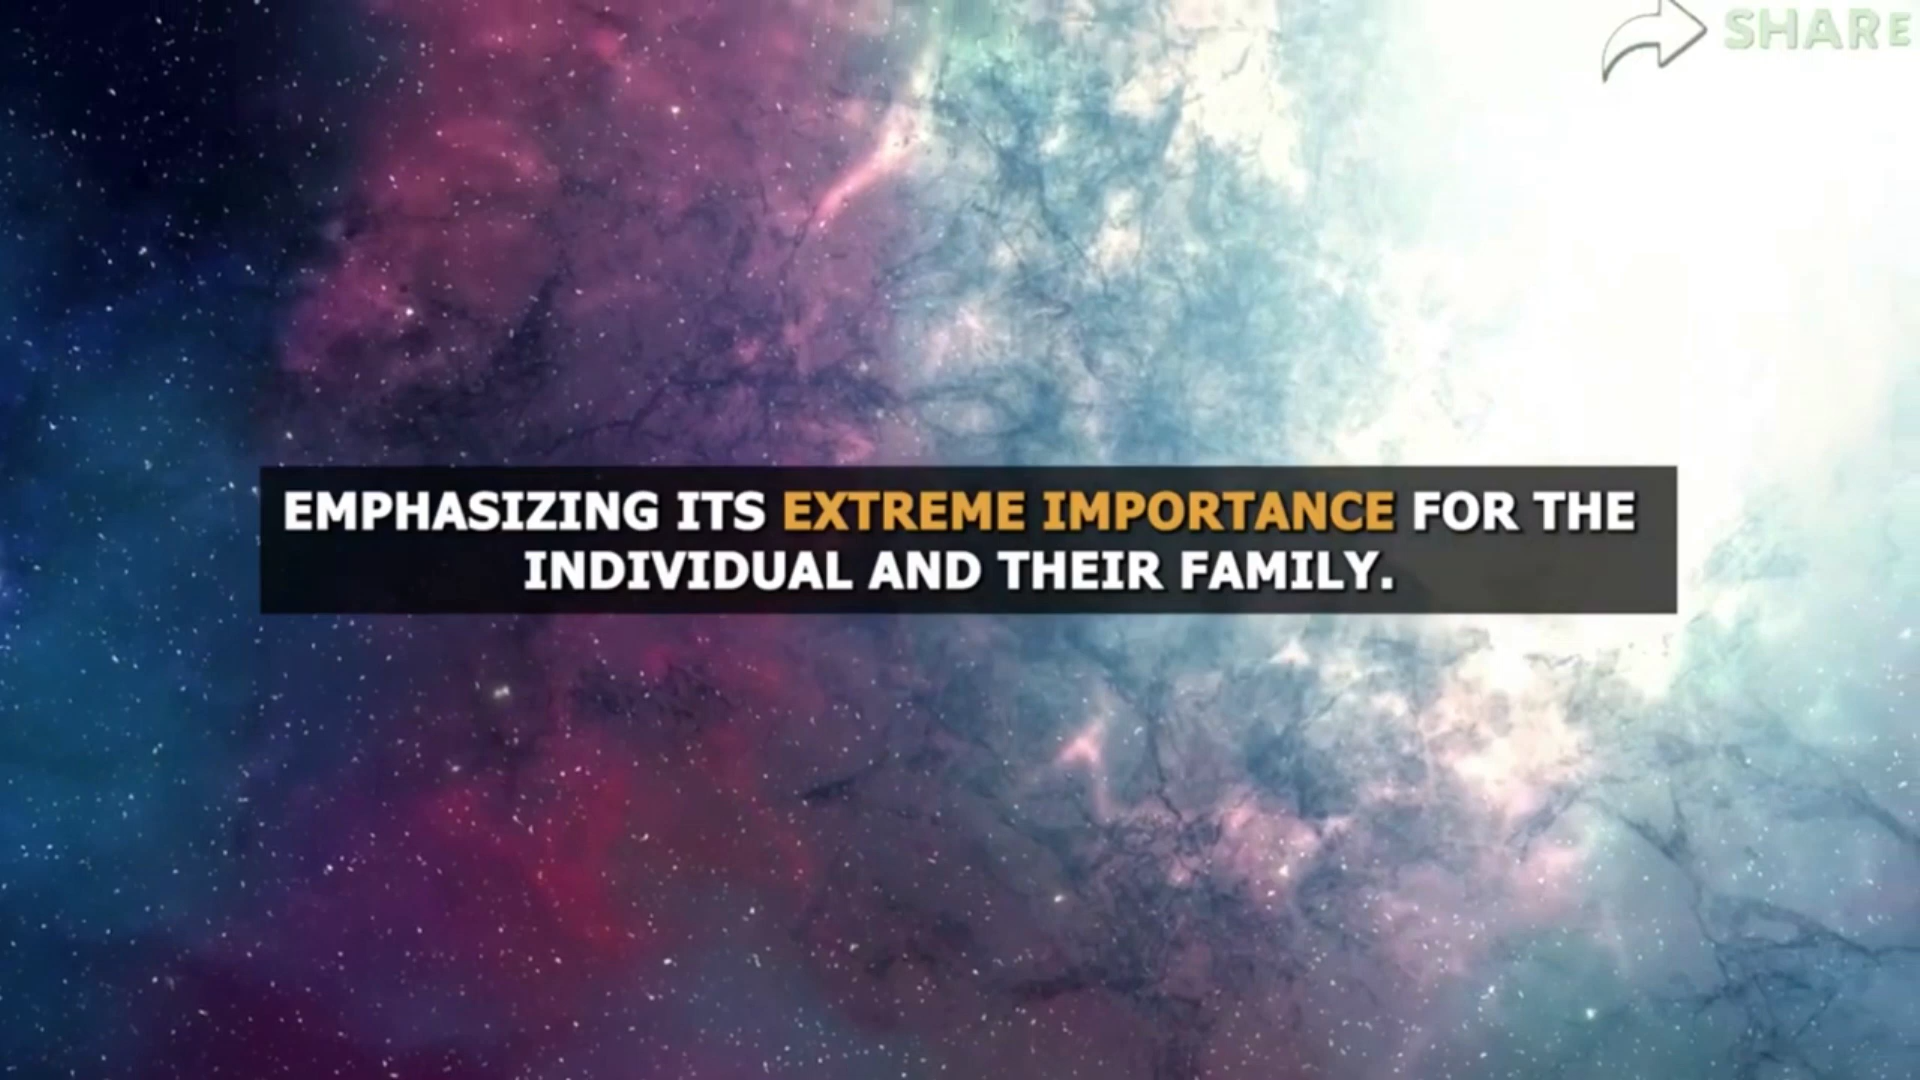 SHARE
EMPHASIZING ITS EXTREME IMPORTANCE FOR THE
INDIVIDUAL AND THEIR FAMILY.